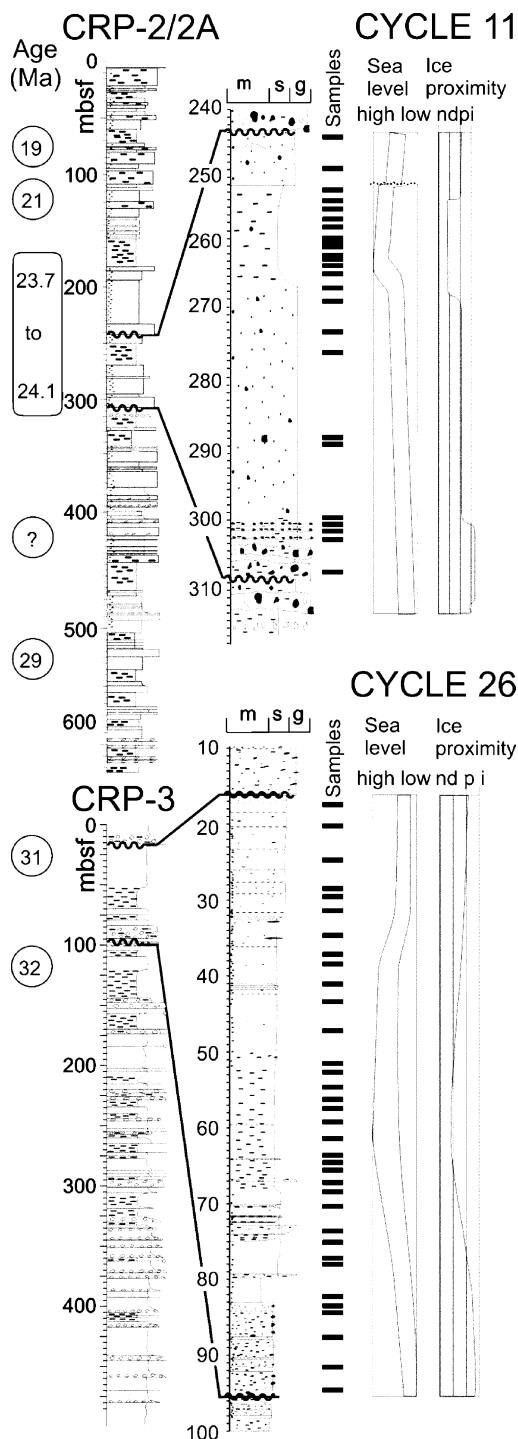 CRP-2/2A
CYCLE 11
Age
(Ma)
mbsf
0
100
200
300
400
500
600
19
21
23.7
to
24.1
?
29
m s g
Samples
240
250
260
270
280
290
300
310
Sea
level
high low
Ice
proximity
ndpi
CYCLE 26
CRP-3
mbsf
0
100
200
300
400
31
32
m s g
Samples
10
20
30
40
50
60
70
80
90
100
Sea
level
high low
Ice
proximity
nd p i